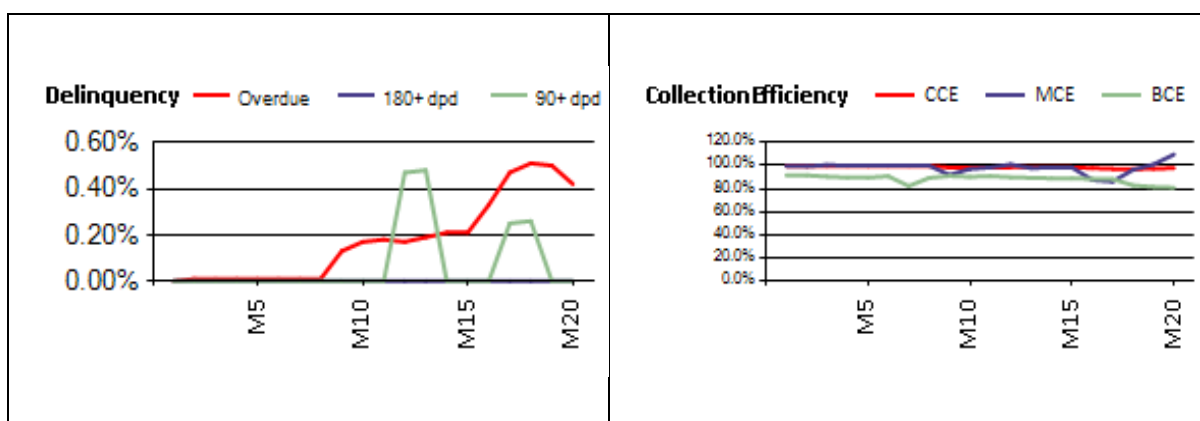 Delinquency Overdue 180+ dpd 90+ dpd
0.60%
0.40%
0.20%
0.00%
M5 M10 M15 M20
Collection Efficiency CCE MCE BCE
120.0%
100.0%
80.0%
60.0%
40.0%
20.0%
0.0%
M5 M10 M15 M20